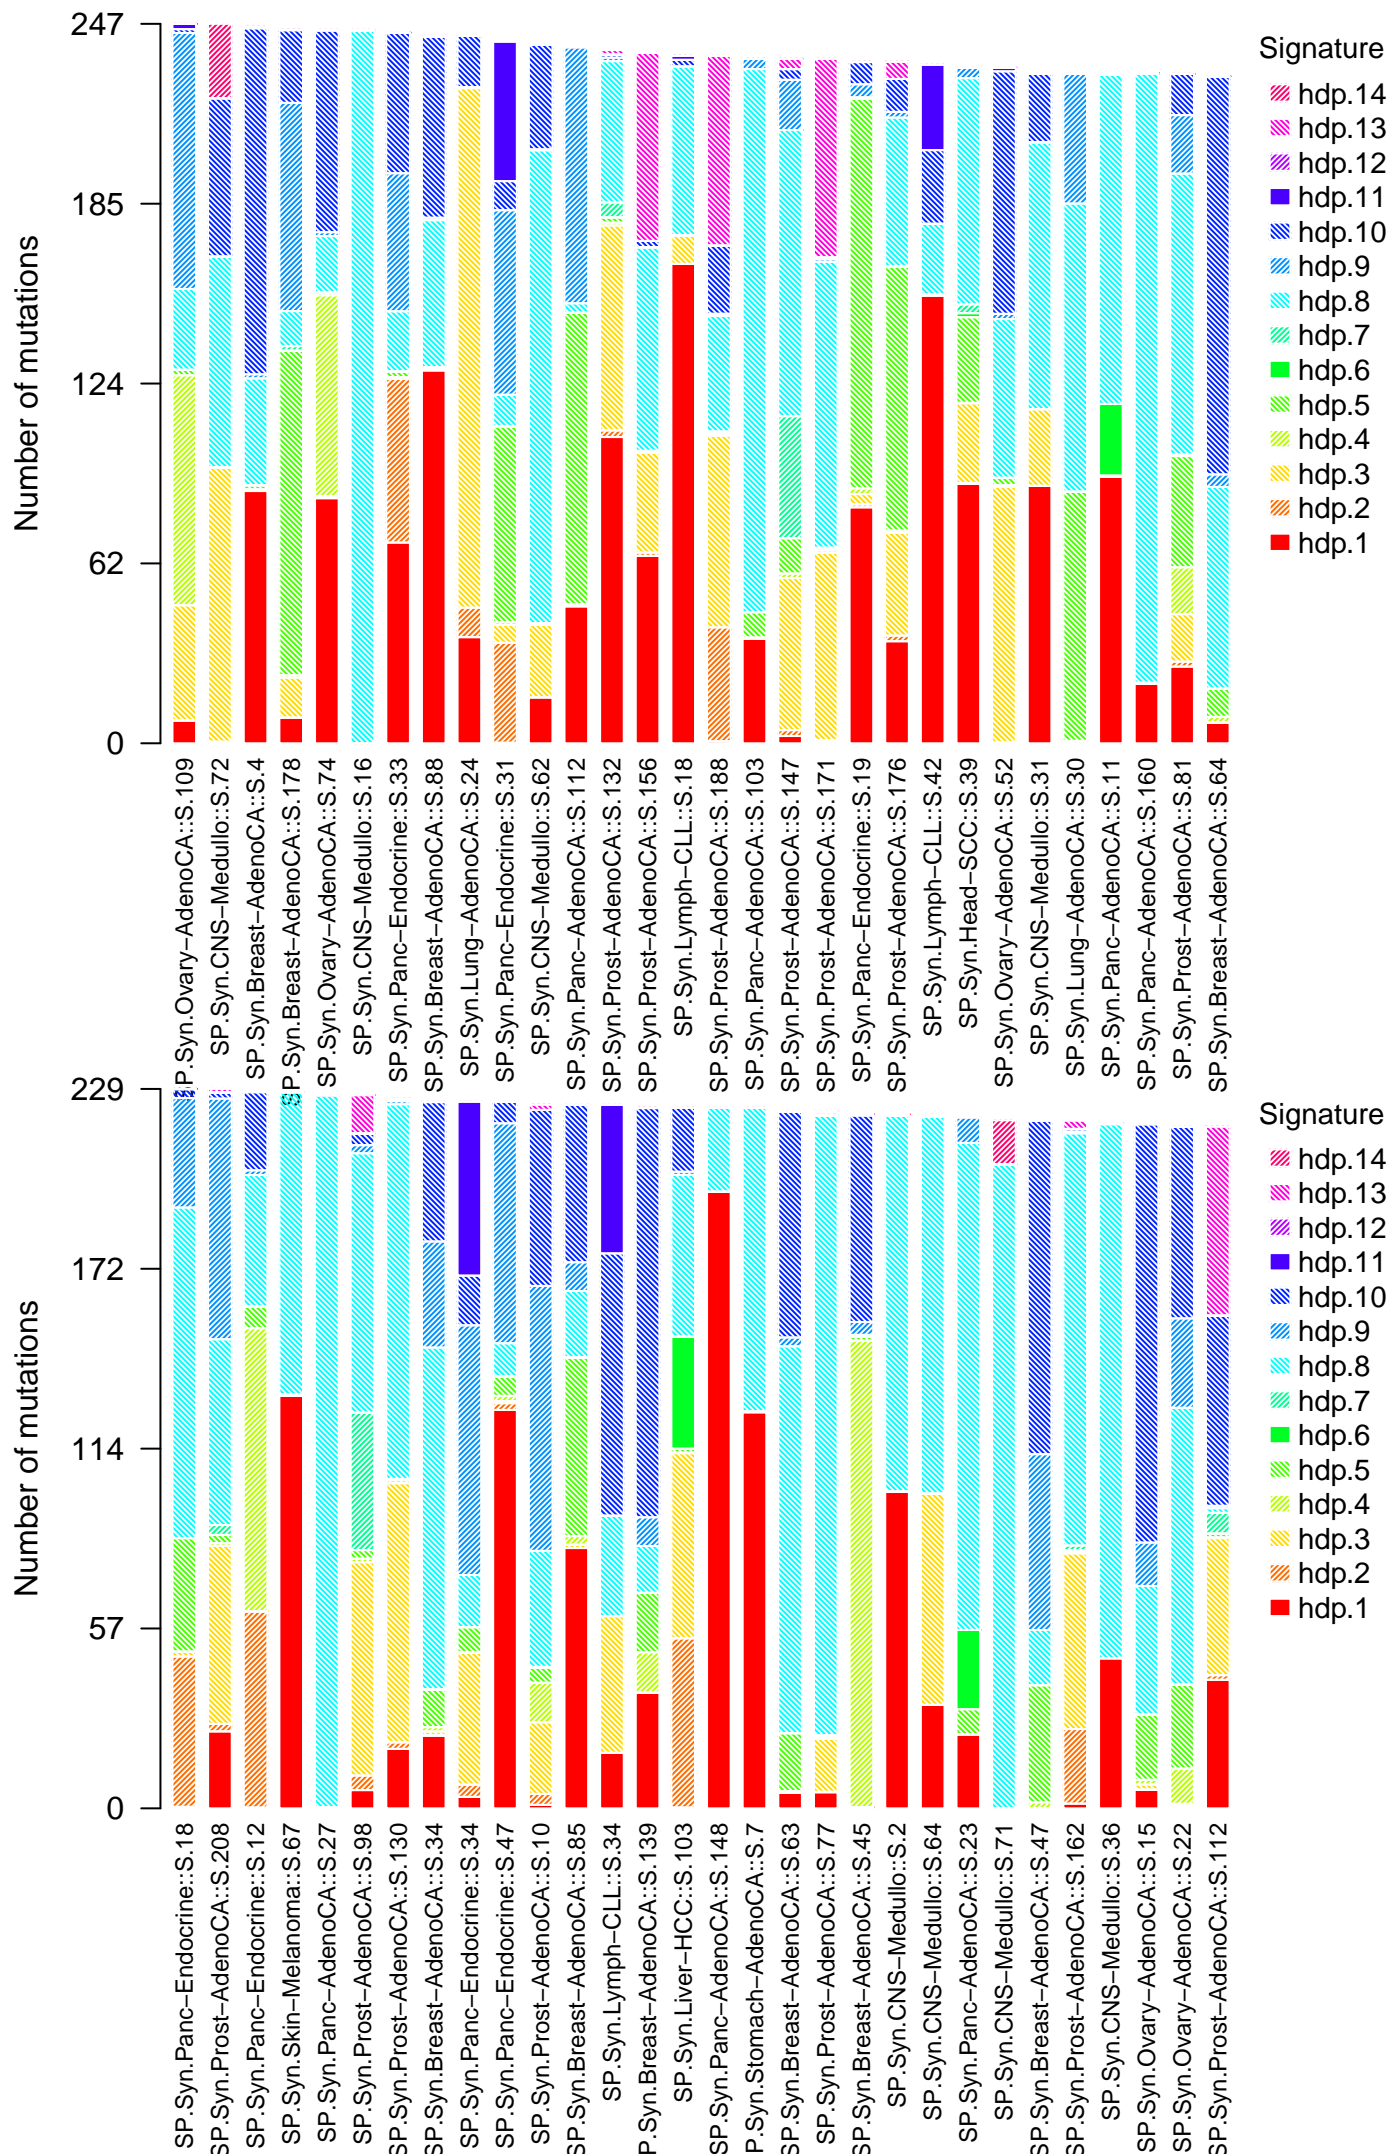 Number of mutations
247
185
124
62
0
Signature
hdp.14
hdp.13
hdp.12
hdp.11
hdp.10
hdp.9
hdp.8
hdp.7
hdp.6
hdp.5
hdp.4
hdp.3
hdp.2
hdp.1
P.Syn.Ovary−AdenoCA::S.109
SP.Syn.CNS−Medullo::S.72
SP.Syn.Breast−AdenoCA::S.4
SP.Syn.Breast−AdenoCA::S.178
SP.Syn.Ovary−AdenoCA::S.74
SP.Syn.CNS−Medullo::S.16
SP.Syn.Panc−Endocrine::S.33
SP.Syn.Breast−AdenoCA::S.88
SP.Syn.Lung−AdenoCA::S.24
SP.Syn.Panc−Endocrine::S.31
SP.Syn.CNS−Medullo::S.62
SP.Syn.Panc−AdenoCA::S.112
SP.Syn.Prost−AdenoCA::S.132
SP.Syn.Prost−AdenoCA::S.156
SP.Syn.Lymph−CLL::S.18
SP.Syn.Prost−AdenoCA::S.188
SP.Syn.Panc−AdenoCA::S.103
SP.Syn.Prost−AdenoCA::S.147
SP.Syn.Prost−AdenoCA::S.171
SP.Syn.Panc−Endocrine::S.19
SP.Syn.Prost−AdenoCA::S.176
SP.Syn.Lymph−CLL::S.42
SP.Syn.Head−SCC::S.39
SP.Syn.Ovary−AdenoCA::S.52
SP.Syn.CNS−Medullo::S.31
SP.Syn.Lung−AdenoCA::S.30
SP.Syn.Panc−AdenoCA::S.11
SP.Syn.Panc−AdenoCA::S.160
SP.Syn.Prost−AdenoCA::S.81
SP.Syn.Breast−AdenoCA::S.64
Number of mutations
229
172
114
57
0
Signature
hdp.14
hdp.13
hdp.12
hdp.11
hdp.10
hdp.9
hdp.8
hdp.7
hdp.6
hdp.5
hdp.4
hdp.3
hdp.2
hdp.1
SP.Syn.Panc−Endocrine::S.18
SP.Syn.Prost−AdenoCA::S.208
SP.Syn.Panc−Endocrine::S.12
SP.Syn.Skin−Melanoma::S.67
SP.Syn.Panc−AdenoCA::S.27
SP.Syn.Prost−AdenoCA::S.98
SP.Syn.Prost−AdenoCA::S.130
SP.Syn.Breast−AdenoCA::S.34
SP.Syn.Panc−Endocrine::S.34
SP.Syn.Panc−Endocrine::S.47
SP.Syn.Prost−AdenoCA::S.10
SP.Syn.Breast−AdenoCA::S.85
SP.Syn.Lymph−CLL::S.34
P.Syn.Breast−AdenoCA::S.139
SP.Syn.Liver−HCC::S.103
SP.Syn.Panc−AdenoCA::S.148
P.Syn.Stomach−AdenoCA::S.7
SP.Syn.Breast−AdenoCA::S.63
SP.Syn.Prost−AdenoCA::S.77
SP.Syn.Breast−AdenoCA::S.45
SP.Syn.CNS−Medullo::S.2
SP.Syn.CNS−Medullo::S.64
SP.Syn.Panc−AdenoCA::S.23
SP.Syn.CNS−Medullo::S.71
SP.Syn.Breast−AdenoCA::S.47
SP.Syn.Prost−AdenoCA::S.162
SP.Syn.CNS−Medullo::S.36
SP.Syn.Ovary−AdenoCA::S.15
SP.Syn.Ovary−AdenoCA::S.22
SP.Syn.Prost−AdenoCA::S.112